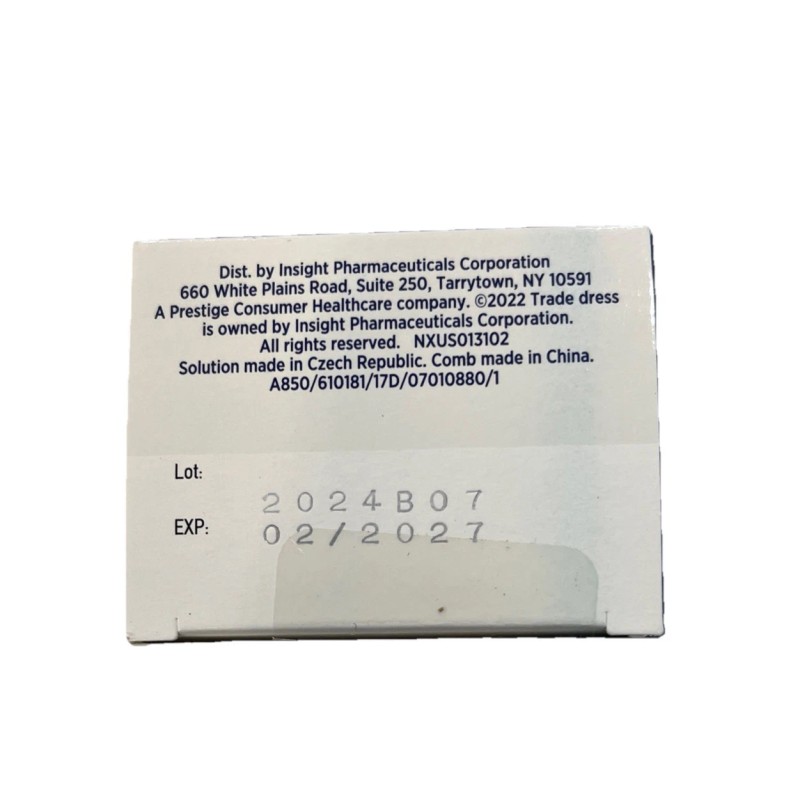 Dist. by Insight Pharmaceuticals Corporation
660 White Plains Road, Suite 250, Tarrytown, NY 10591
A Prestige Consumer Healthcare company. ©2022 Trade dress
is owned by Insight Pharmaceuticals Corporation.
All rights reserved. NXUS013102
Solution made in Czech Republic. Comb made in China.
A850/610181/17D/07010880/1
Lot:
2024B07
EXP:
02/2027